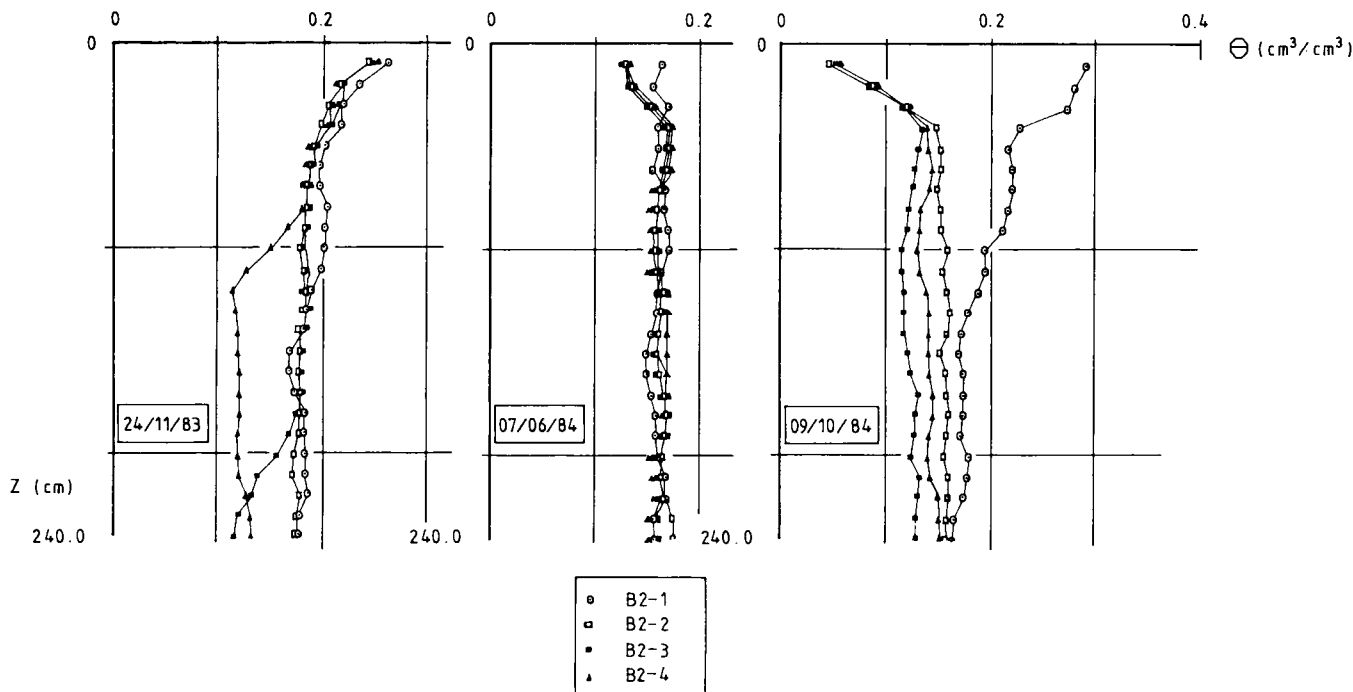 0 0.2 0 0.2 0 0.2 0.4
0 0 0 Θ (cm³/cm³)
24/11/83 07/06/84 09/10/84
Z (cm)
240.0 240.0 240.0
B2-1
B2-2
B2-3
B2-4